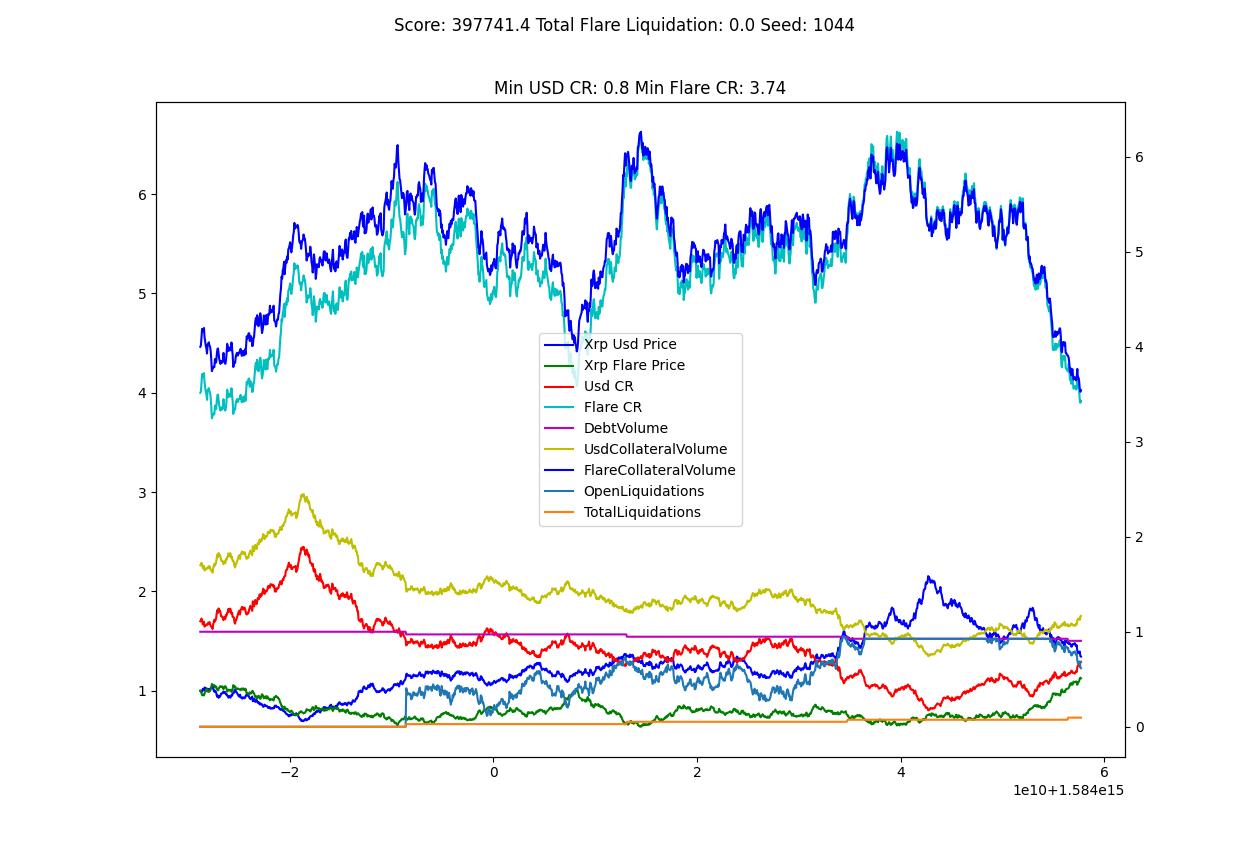 Score: 397741.4 Total Flare Liquidation: 0.0 Seed: 1044
Min USD CR: 0.8 Min Flare CR: 3.74
6
5
4
3
2
1
6
5
4
3
2
1
0
Xrp Usd Price
Xrp Flare Price
Usd CR
Flare CR
DebtVolume
UsdCollateralVolume
FlareCollateralVolume
OpenLiquidations
TotalLiquidations
−2 0 2 4 6
1e10+1.584e15